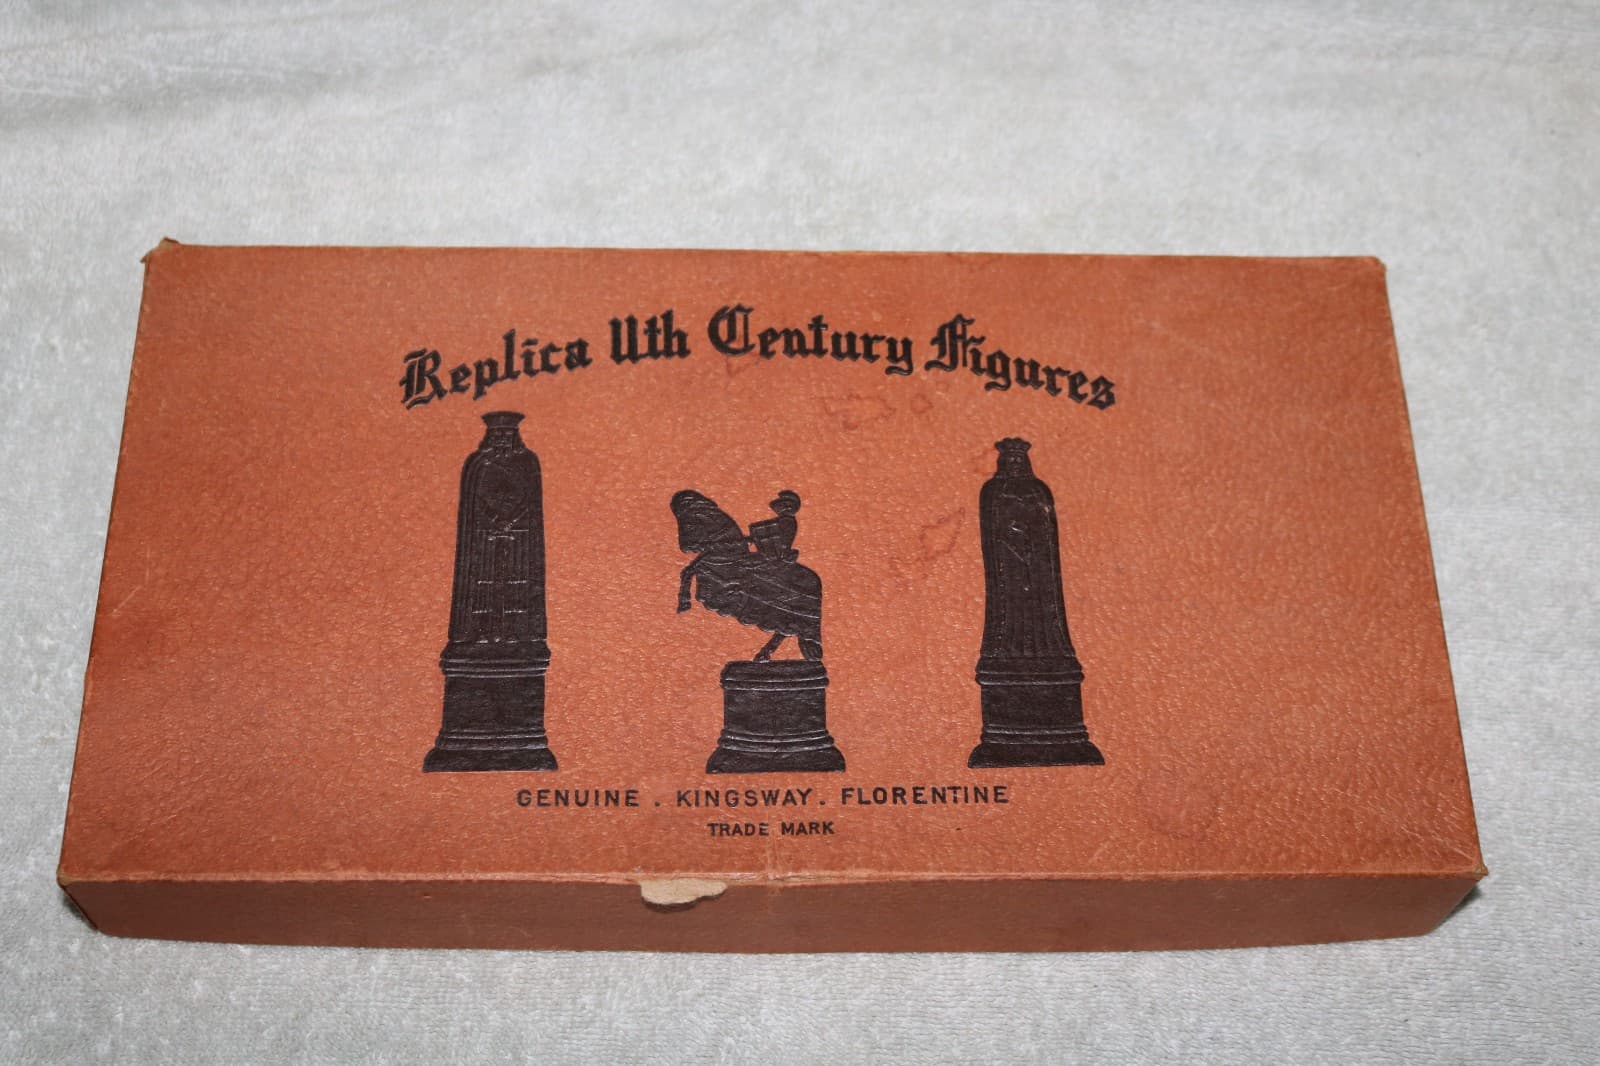 Replica 11th Century Figures
GENUINE . KINGSWAY . FLORENTINE
TRADE MARK